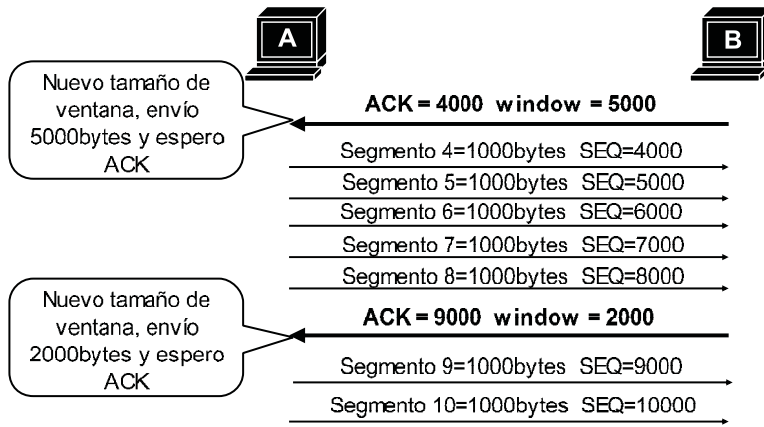 A
B
Nuevo tamaño de
ventana, envío
5000bytes y espero
ACK
ACK = 4000 window = 5000
Segmento 4=1000bytes SEQ=4000
Segmento 5=1000bytes SEQ=5000
Segmento 6=1000bytes SEQ=6000
Segmento 7=1000bytes SEQ=7000
Segmento 8=1000bytes SEQ=8000
Nuevo tamaño de
ventana, envío
2000bytes y espero
ACK
ACK = 9000 window = 2000
Segmento 9=1000bytes SEQ=9000
Segmento 10=1000bytes SEQ=10000